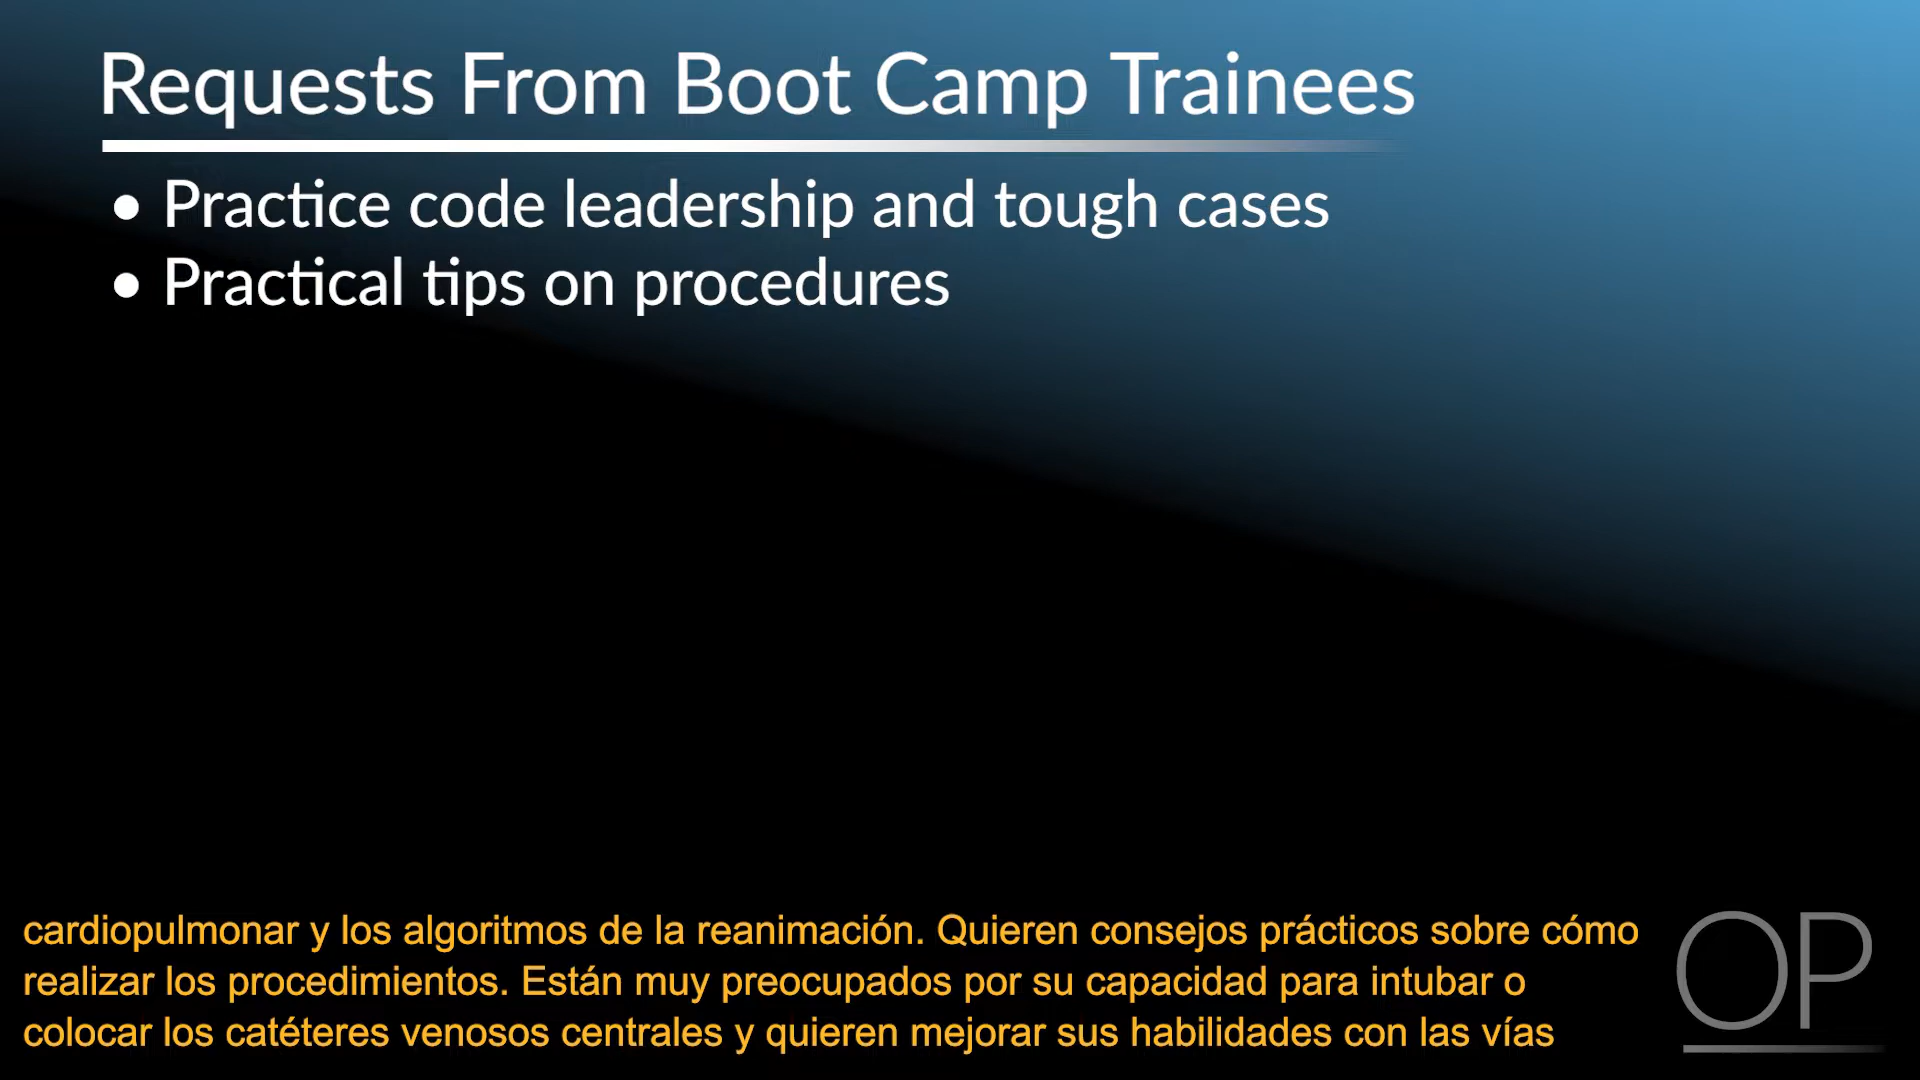 Requests From Boot Camp Trainees
• Practice code leadership and tough cases
• Practical tips on procedures
cardiopulmonar y los algoritmos de la reanimación. Quieren consejos prácticos sobre cómo
realizar los procedimientos. Están muy preocupados por su capacidad para intubar o
colocar los catéteres venosos centrales y quieren mejorar sus habilidades con las vías
OP